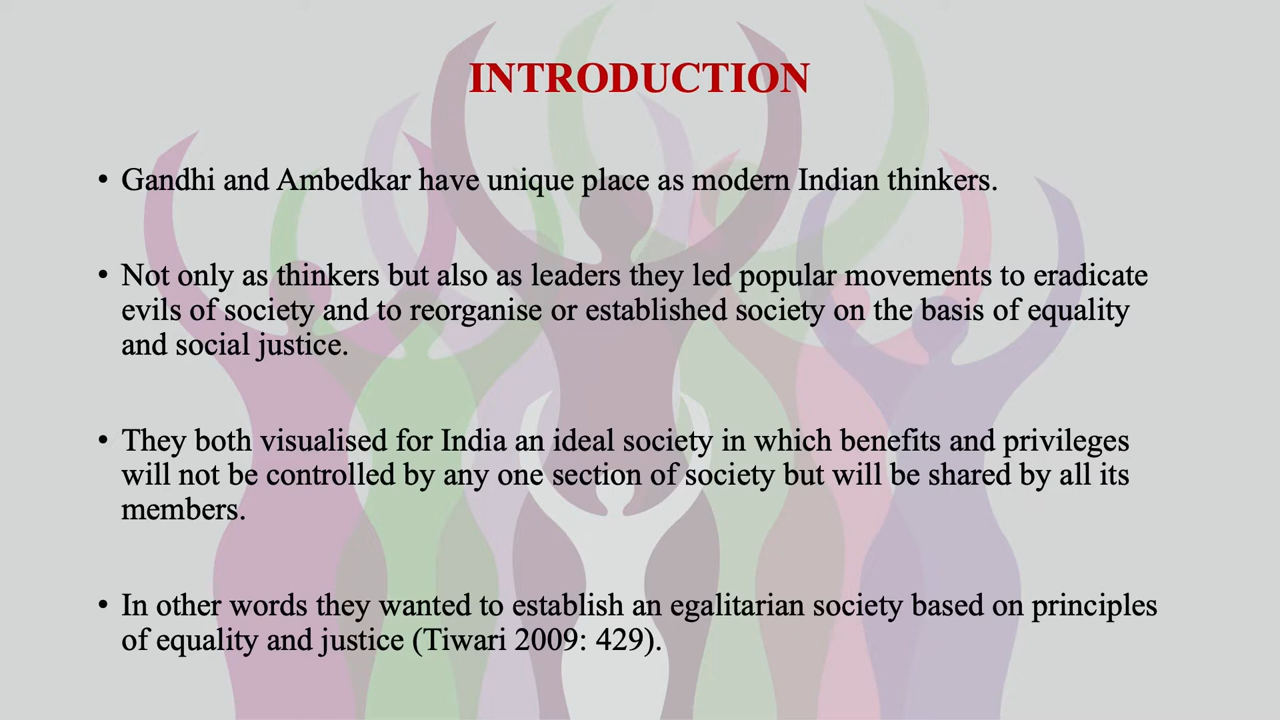 INTRODUCTION
• Gandhi and Ambedkar have unique place as modern Indian thinkers.
• Not only as thinkers but also as leaders they led popular movements to eradicate
evils of society and to reorganise or established society on the basis of equality
and social justice.
• They both visualised for India an ideal society in which benefits and privileges
will not be controlled by any one section of society but will be shared by all its
members.
• In other words they wanted to establish an egalitarian society based on principles
of equality and justice (Tiwari 2009: 429).